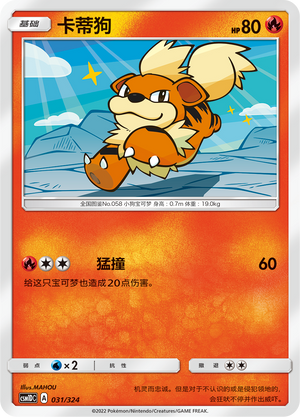 基础 卡蒂狗 HP80
全国图鉴No.058 小狗宝可梦 身高：0.7m 体重：19.0kg
猛撞 60
给这只宝可梦也造成20点伤害。
弱点 ×2 抗性 撤退
Illus.MAHOU
机灵而忠诚。但是对于不认识的或是侵犯领地的，
会狂吠不停并作出威吓。
CSM1DC A 031/324
©2022 Pokémon/Nintendo/Creatures/GAME FREAK.